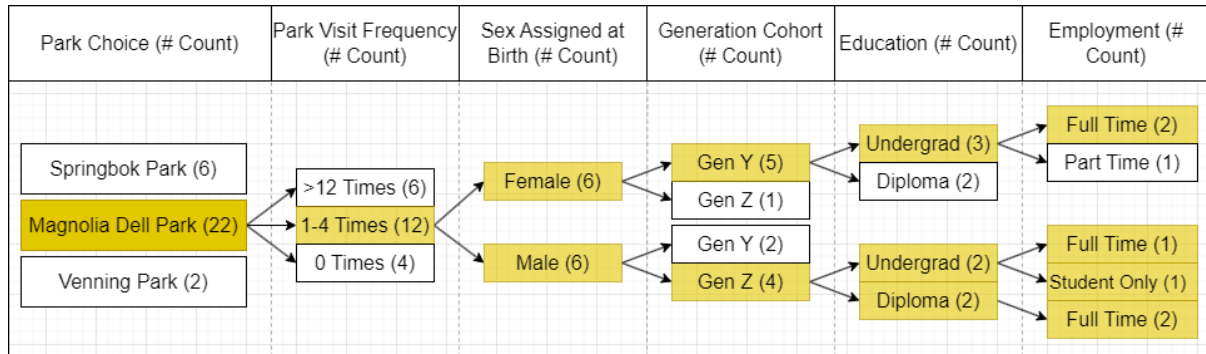 Park Choice (# Count)
Park Visit Frequency
(# Count)
Sex Assigned at
Birth (# Count)
Generation Cohort
(# Count)
Education (# Count)
Employment (#
Count)
Springbok Park (6)
Magnolia Dell Park (22)
Venning Park (2)
>12 Times (6)
1-4 Times (12)
0 Times (4)
Female (6)
Male (6)
Gen Y (5)
Gen Z (1)
Gen Y (2)
Gen Z (4)
Undergrad (3)
Diploma (2)
Undergrad (2)
Diploma (2)
Full Time (2)
Part Time (1)
Full Time (1)
Student Only (1)
Full Time (2)